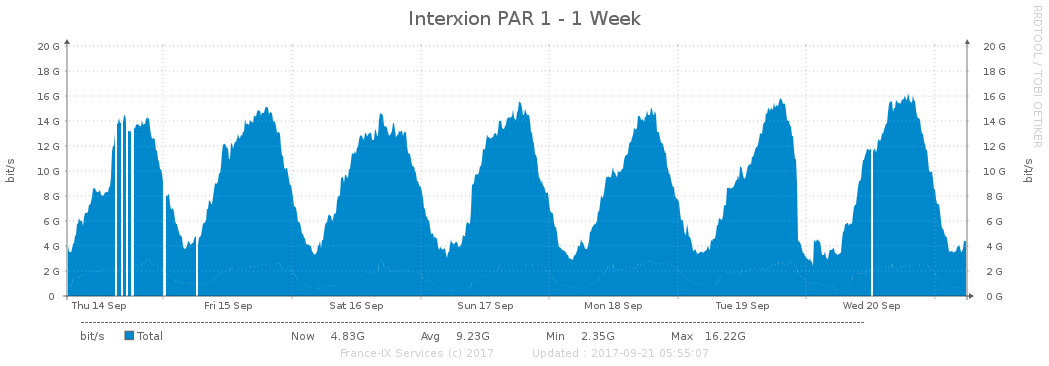 Interxion PAR 1 - 1 Week
RRDTOOL / TOBI OETIKER
20 G 20 G
18 G 18 G
16 G 16 G
14 G 14 G
12 G 12 G
10 G 10 G
8 G 8 G
6 G 6 G
4 G 4 G
2 G 2 G
0 0 G
bit/s bit/s
Thu 14 Sep Fri 15 Sep Sat 16 Sep Sun 17 Sep Mon 18 Sep Tue 19 Sep Wed 20 Sep
bit/s Total Now 4.83G Avg 9.23G Min 2.35G Max 16.22G
France-IX Services (c) 2017 Updated : 2017-09-21 05:55:07